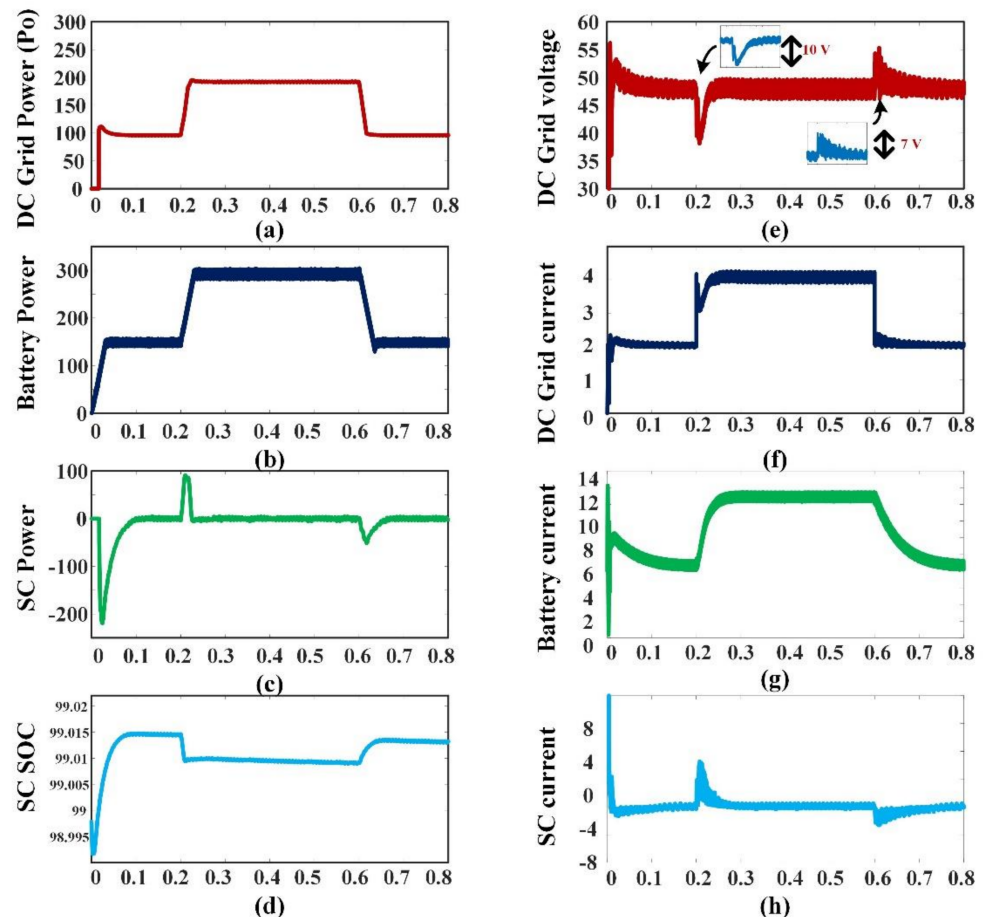 DC Grid Power (Po)
300
250
200
150
100
50
0
0 0.1 0.2 0.3 0.4 0.5 0.6 0.7 0.8
(a)
Battery Power
300
200
100
0
0 0.1 0.2 0.3 0.4 0.5 0.6 0.7 0.8
(b)
SC Power
100
0
-100
-200
0 0.1 0.2 0.3 0.4 0.5 0.6 0.7 0.8
(c)
SC SOC
99.02
99.015
99.01
99.005
99
98.995
0 0.1 0.2 0.3 0.4 0.5 0.6 0.7 0.8
(d)
DC Grid voltage
60
55
50
45
40
35
30
10 V
7 V
0 0.1 0.2 0.3 0.4 0.5 0.6 0.7 0.8
(e)
DC Grid current
4
3
2
1
0
0 0.1 0.2 0.3 0.4 0.5 0.6 0.7 0.8
(f)
Battery current
14
12
10
8
6
4
2
0
0 0.1 0.2 0.3 0.4 0.5 0.6 0.7 0.8
(g)
SC current
8
4
0
-4
-8
0 0.1 0.2 0.3 0.4 0.5 0.6 0.7 0.8
(h)